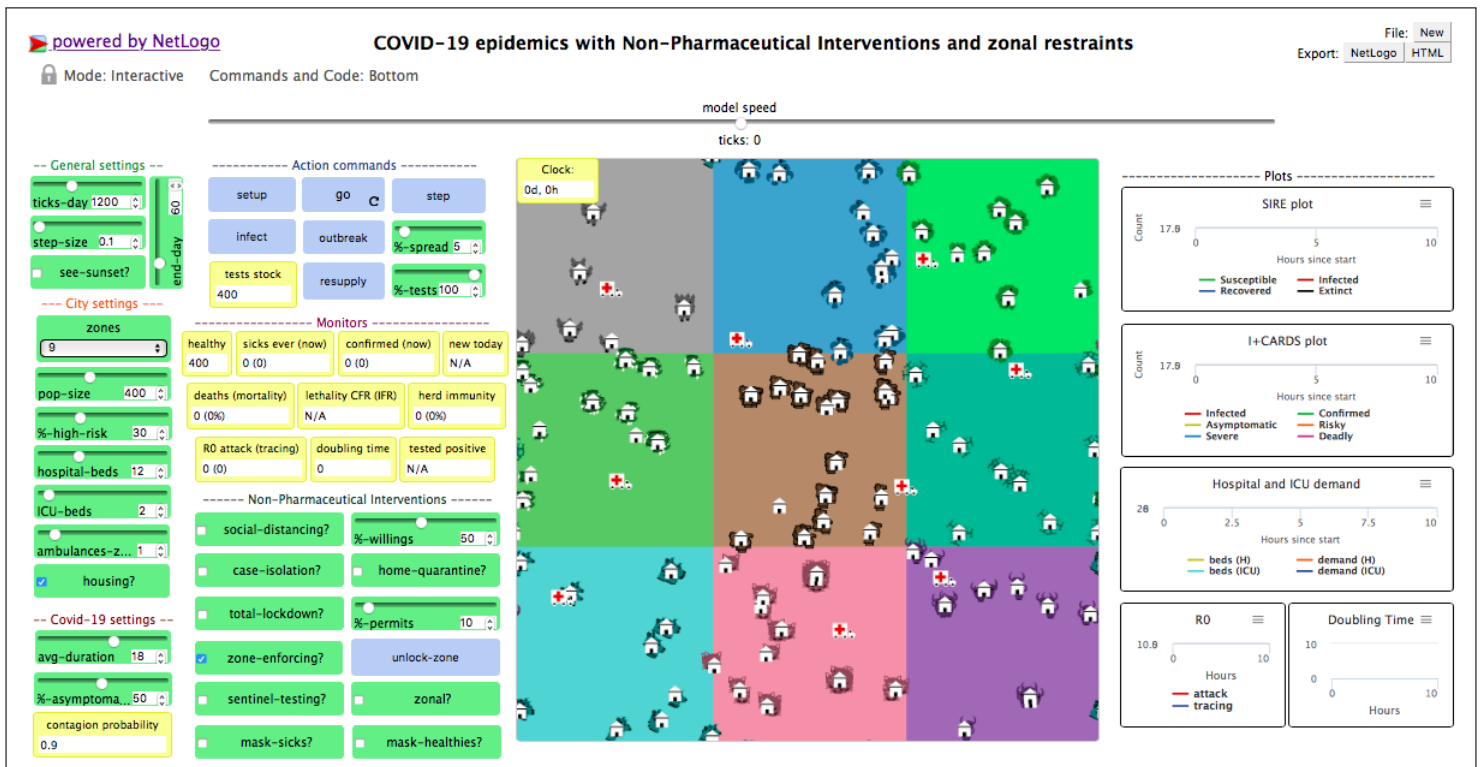 powered by NetLogo
COVID-19 epidemics with Non-Pharmaceutical Interventions and zonal restraints
File: New
Export: NetLogo HTML
Mode: Interactive Commands and Code: Bottom
model speed
ticks: 0
-- General settings --
ticks-day 1200
step-size 0.1
see-sunset?
end-day 60
--- City settings ---
zones
9
pop-size 400
%-high-risk 30
hospital-beds 12
ICU-beds 2
ambulances-z... 1
housing?
-- Covid-19 settings --
avg-duration 18
%-asymptoma... 50
contagion probability
0.9
---------- Action commands ----------
setup go step
infect outbreak %-spread 5
tests stock
400
resupply %-tests 100
---------------- Monitors ----------------
healthy sicks ever (now) confirmed (now) new today
400 0 (0) 0 (0) N/A
deaths (mortality) lethality CFR (IFR) herd immunity
0 (0%) N/A 0 (0%)
R0 attack (tracing) doubling time tested positive
0 (0) 0 N/A
------ Non-Pharmaceutical Interventions ------
social-distancing? %-willings 50
case-isolation? home-quarantine?
total-lockdown? %-permits 10
zone-enforcing? unlock-zone
sentinel-testing? zonal?
mask-sicks? mask-healthies?
Clock:
0d, 0h
-------------------- Plots --------------------
SIRE plot
Count
0 5 10
Hours since start
Susceptible Infected
Recovered Extinct
I+CARDS plot
Count
0 5 10
Hours since start
Infected Confirmed
Asymptomatic Risky
Severe Deadly
Hospital and ICU demand
0 2.5 5 7.5 10
Hours since start
beds (H) demand (H)
beds (ICU) demand (ICU)
R0
0 10
Hours
attack
tracing
Doubling Time
10
0
0 10
Hours